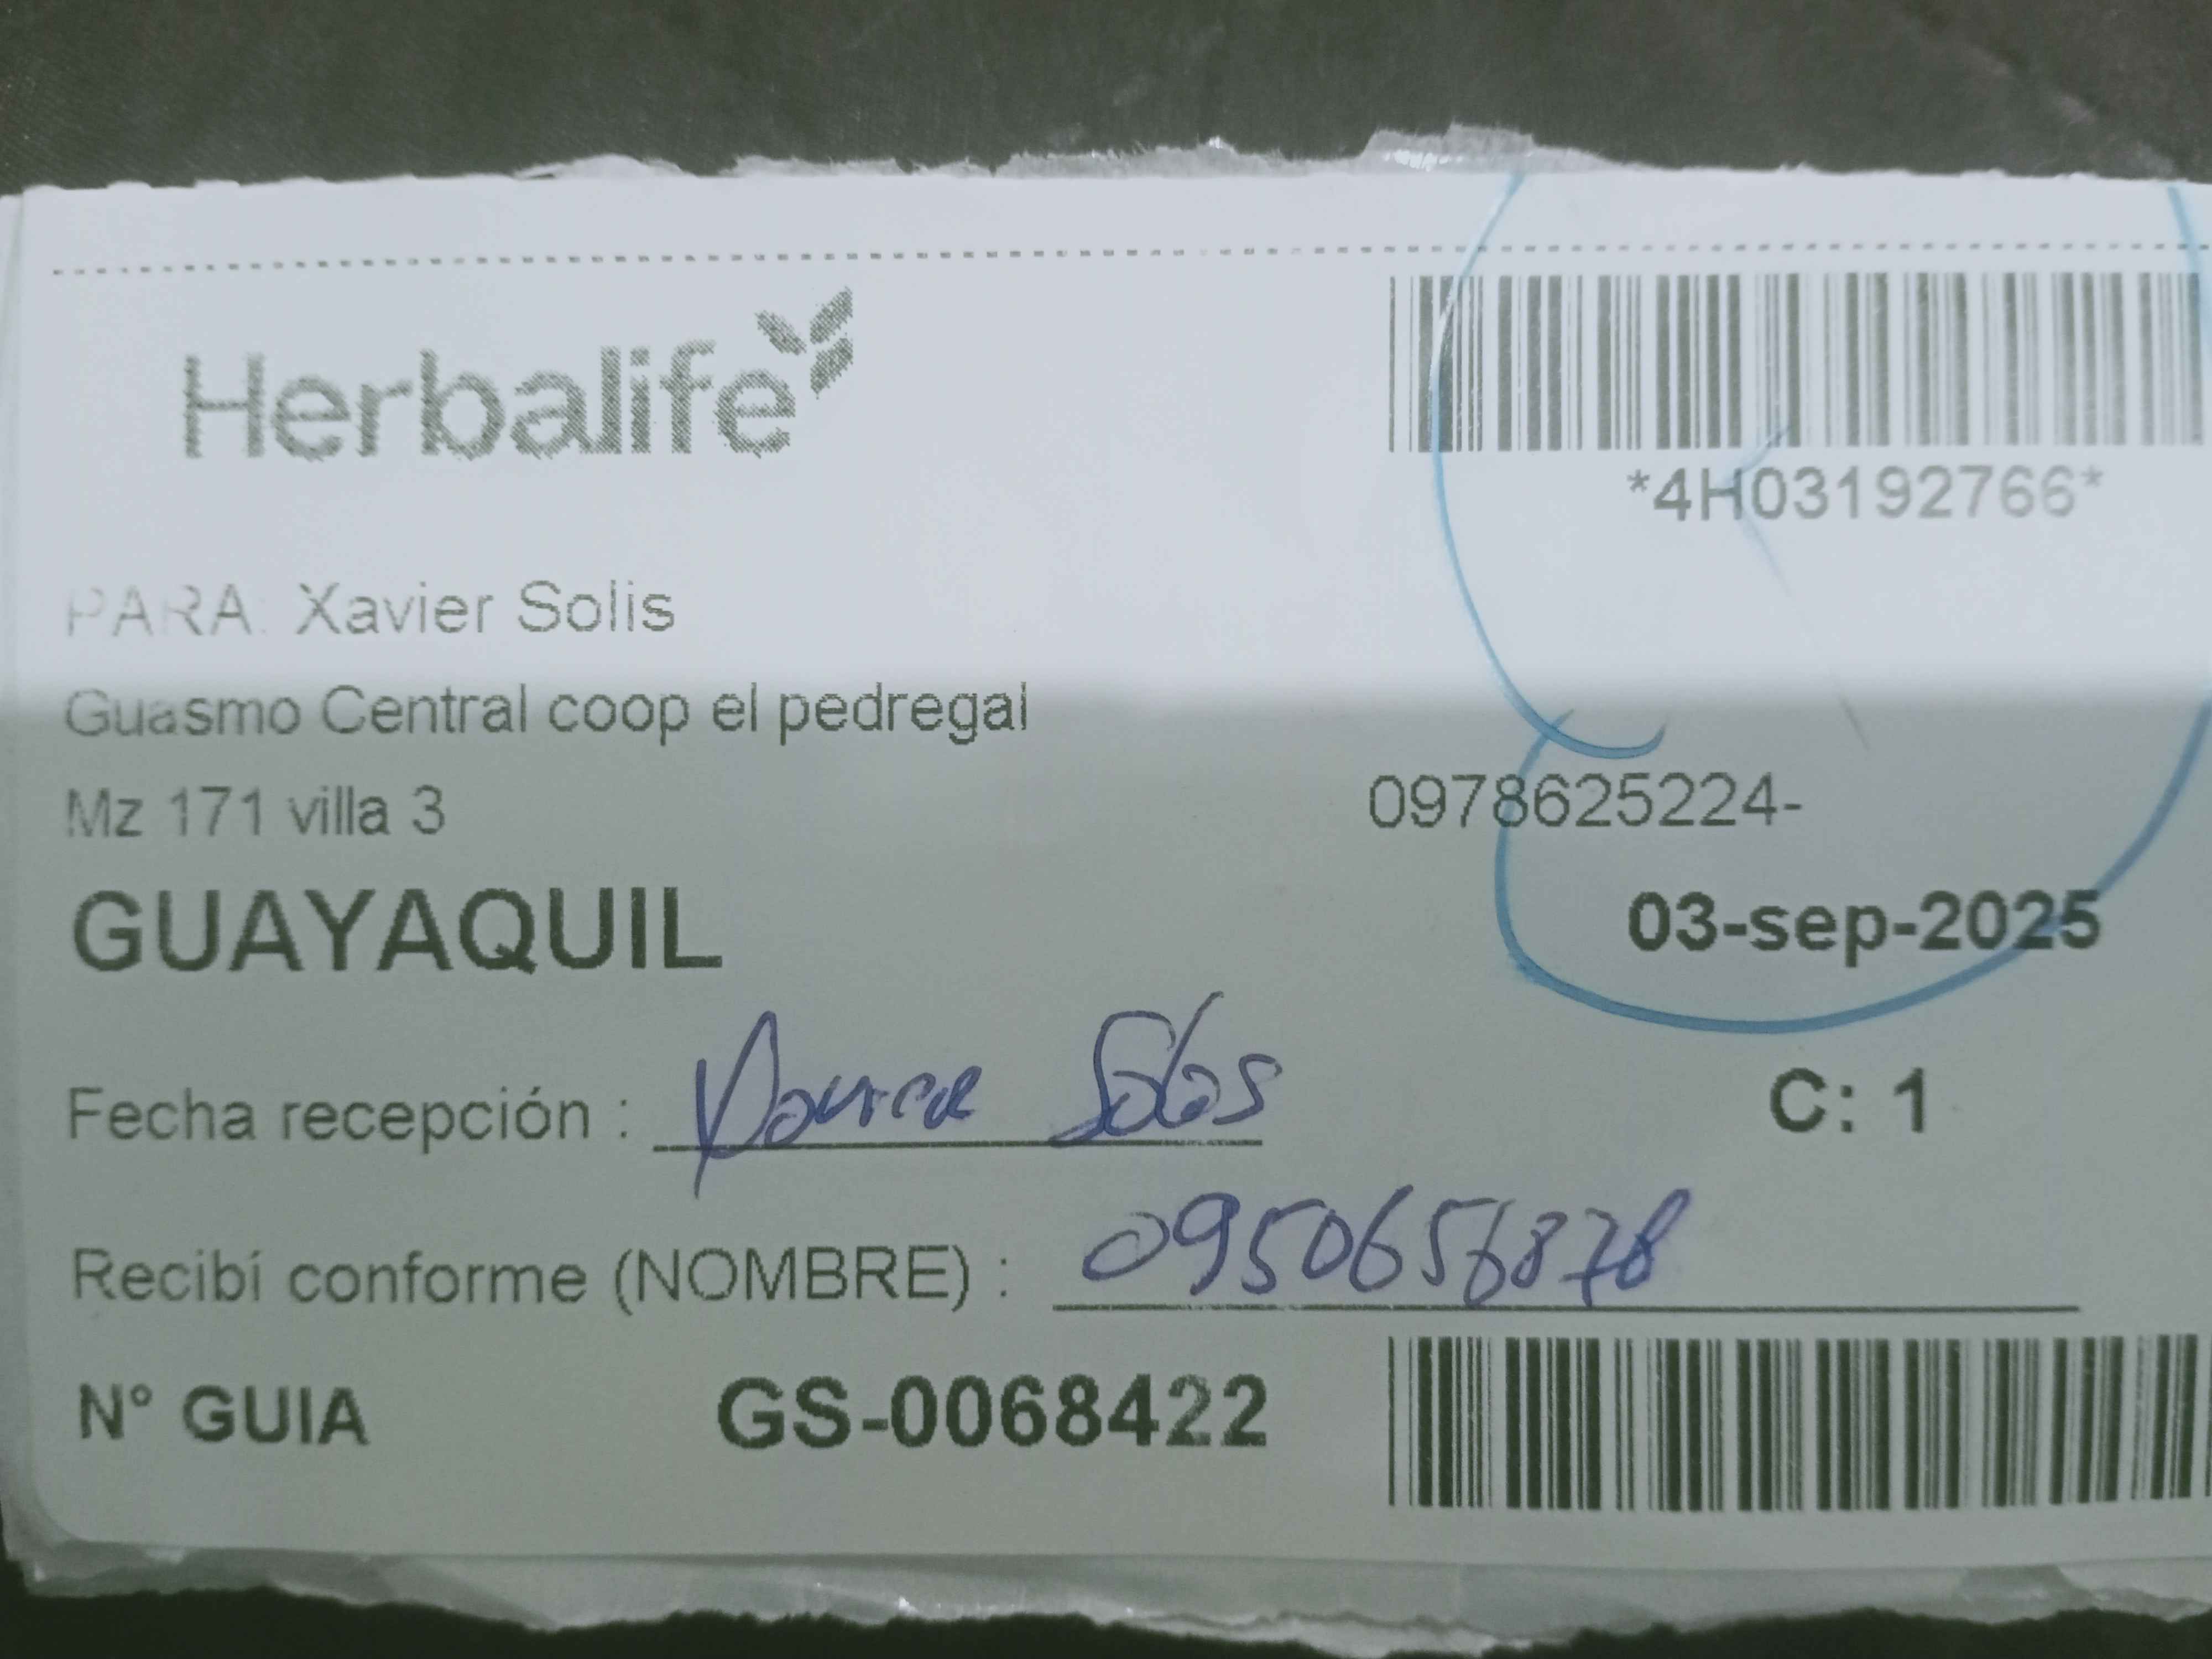 Herbalife
*4H03192766*
PARA: Xavier Solis
Guasmo Central coop el pedregal
Mz 171 villa 3 0978625224-
GUAYAQUIL 03-sep-2025
Fecha recepción : Solis C: 1
Recibí conforme (NOMBRE) : 0950656878
N° GUIA GS-0068422